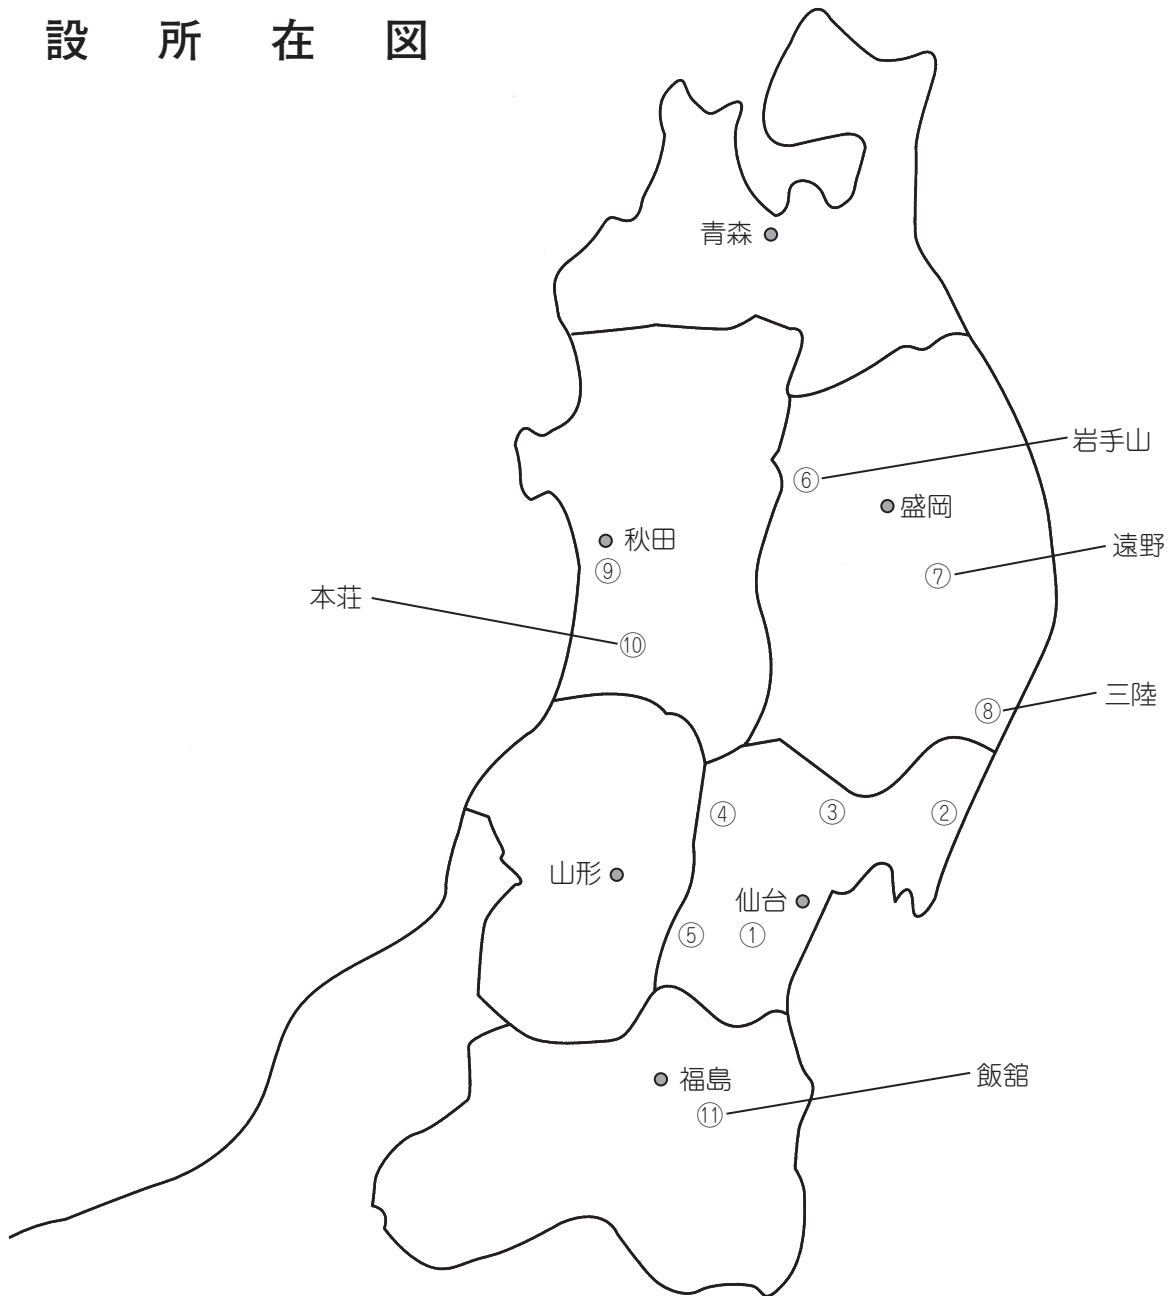 設 所 在 図
青森
岩手山
⑥
盛岡
秋田
遠野
⑨
⑦
本荘
⑩
三陸
⑧
④
③
②
山形
仙台
⑤
①
福島
飯舘
⑪